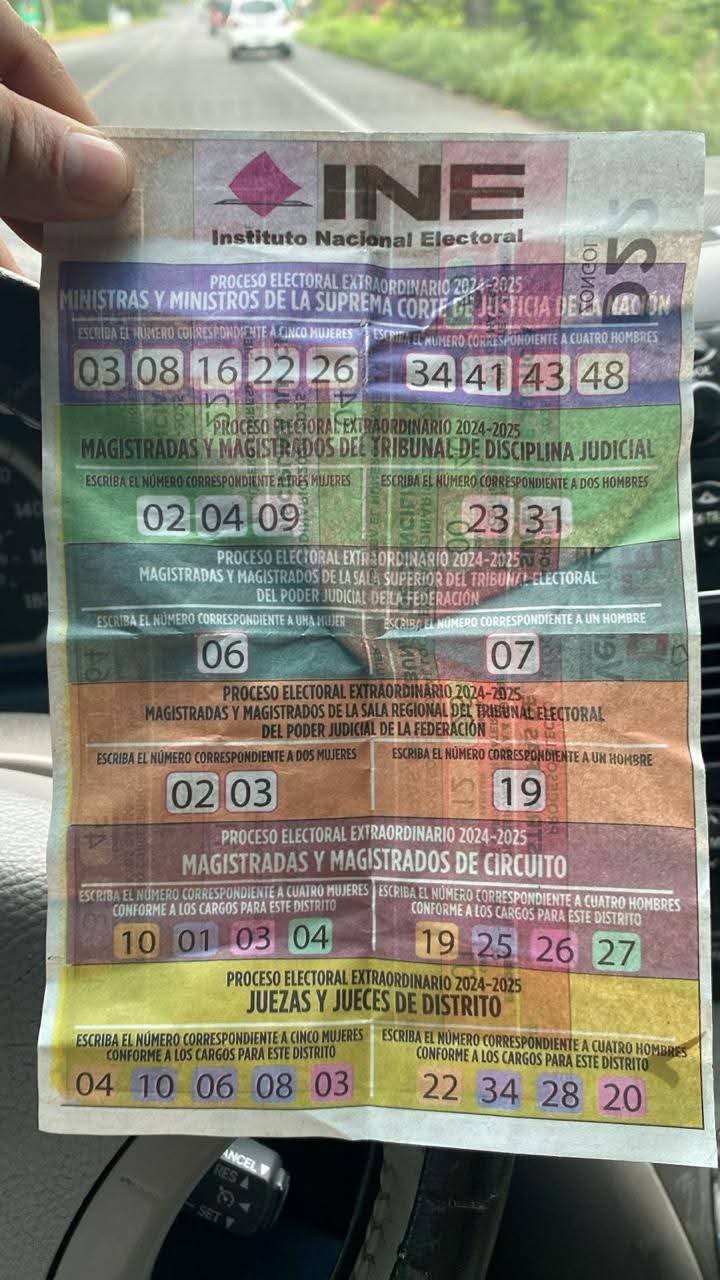 INE
Instituto Nacional Electoral
PROCESO ELECTORAL EXTRAORDINARIO 2024-2025
MINISTRAS Y MINISTROS DE LA SUPREMA CORTE DE JUSTICIA DE LA NACIÓN
ESCRIBA EL NÚMERO CORRESPONDIENTE A CINCO MUJERES
ESCRIBA EL NÚMERO CORRESPONDIENTE A CUATRO HOMBRES
03 08 16 22 26
34 41 43 48
PROCESO ELECTORAL EXTRAORDINARIO 2024-2025
MAGISTRADAS Y MAGISTRADOS DEL TRIBUNAL DE DISCIPLINA JUDICIAL
ESCRIBA EL NÚMERO CORRESPONDIENTE A TRES MUJERES
ESCRIBA EL NÚMERO CORRESPONDIENTE A DOS HOMBRES
02 04 09
23 31
PROCESO ELECTORAL EXTRAORDINARIO 2024-2025
MAGISTRADAS Y MAGISTRADOS DE LA SALA SUPERIOR DEL TRIBUNAL ELECTORAL
DEL PODER JUDICIAL DE LA FEDERACIÓN
ESCRIBA EL NÚMERO CORRESPONDIENTE A UNA MUJER
ESCRIBA EL NÚMERO CORRESPONDIENTE A UN HOMBRE
06
07
PROCESO ELECTORAL EXTRAORDINARIO 2024-2025
MAGISTRADAS Y MAGISTRADOS DE LA SALA REGIONAL DEL TRIBUNAL ELECTORAL
DEL PODER JUDICIAL DE LA FEDERACIÓN
ESCRIBA EL NÚMERO CORRESPONDIENTE A DOS MUJERES
ESCRIBA EL NÚMERO CORRESPONDIENTE A UN HOMBRE
02 03
19
PROCESO ELECTORAL EXTRAORDINARIO 2024-2025
MAGISTRADAS Y MAGISTRADOS DE CIRCUITO
ESCRIBA EL NÚMERO CORRESPONDIENTE A CUATRO MUJERES
CONFORME A LOS CARGOS PARA ESTE DISTRITO
ESCRIBA EL NÚMERO CORRESPONDIENTE A CUATRO HOMBRES
CONFORME A LOS CARGOS PARA ESTE DISTRITO
10 01 03 04
19 25 26 27
PROCESO ELECTORAL EXTRAORDINARIO 2024-2025
JUEZAS Y JUECES DE DISTRITO
ESCRIBA EL NÚMERO CORRESPONDIENTE A CINCO MUJERES
CONFORME A LOS CARGOS PARA ESTE DISTRITO
ESCRIBA EL NÚMERO CORRESPONDIENTE A CUATRO HOMBRES
CONFORME A LOS CARGOS PARA ESTE DISTRITO
04 10 06 08 03
22 34 28 20
RES
SET